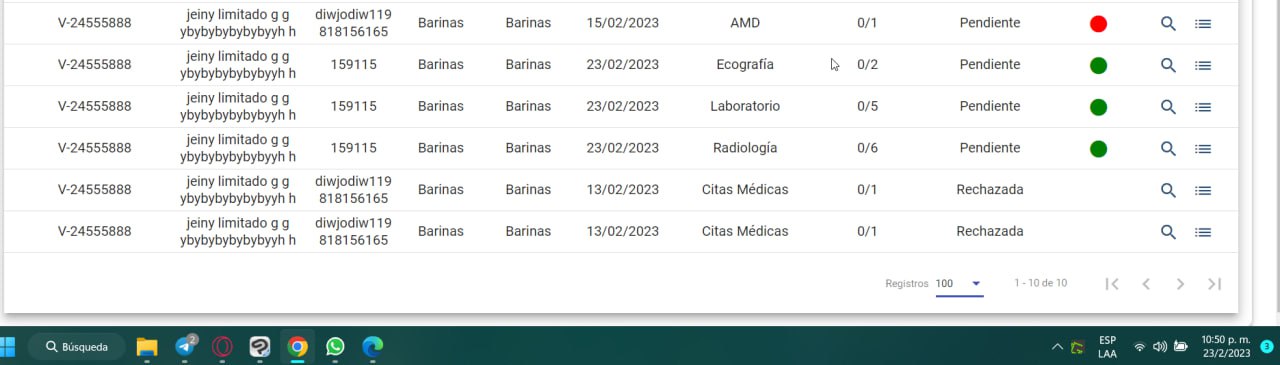 V-24555888 jeiny limitado g g ybybybybybybyyh h diwjodiw119 818156165 Barinas Barinas 15/02/2023 AMD 0/1 Pendiente
V-24555888 jeiny limitado g g ybybybybybybyyh h 159115 Barinas Barinas 23/02/2023 Ecografía 0/2 Pendiente
V-24555888 jeiny limitado g g ybybybybybybyyh h 159115 Barinas Barinas 23/02/2023 Laboratorio 0/5 Pendiente
V-24555888 jeiny limitado g g ybybybybybybyyh h 159115 Barinas Barinas 23/02/2023 Radiología 0/6 Pendiente
V-24555888 jeiny limitado g g ybybybybybybyyh h diwjodiw119 818156165 Barinas Barinas 13/02/2023 Citas Médicas 0/1 Rechazada
V-24555888 jeiny limitado g g ybybybybybybyyh h diwjodiw119 818156165 Barinas Barinas 13/02/2023 Citas Médicas 0/1 Rechazada
Registros 100 1 - 10 de 10
Búsqueda 2 ESP LAA 10:50 p. m. 23/2/2023 3